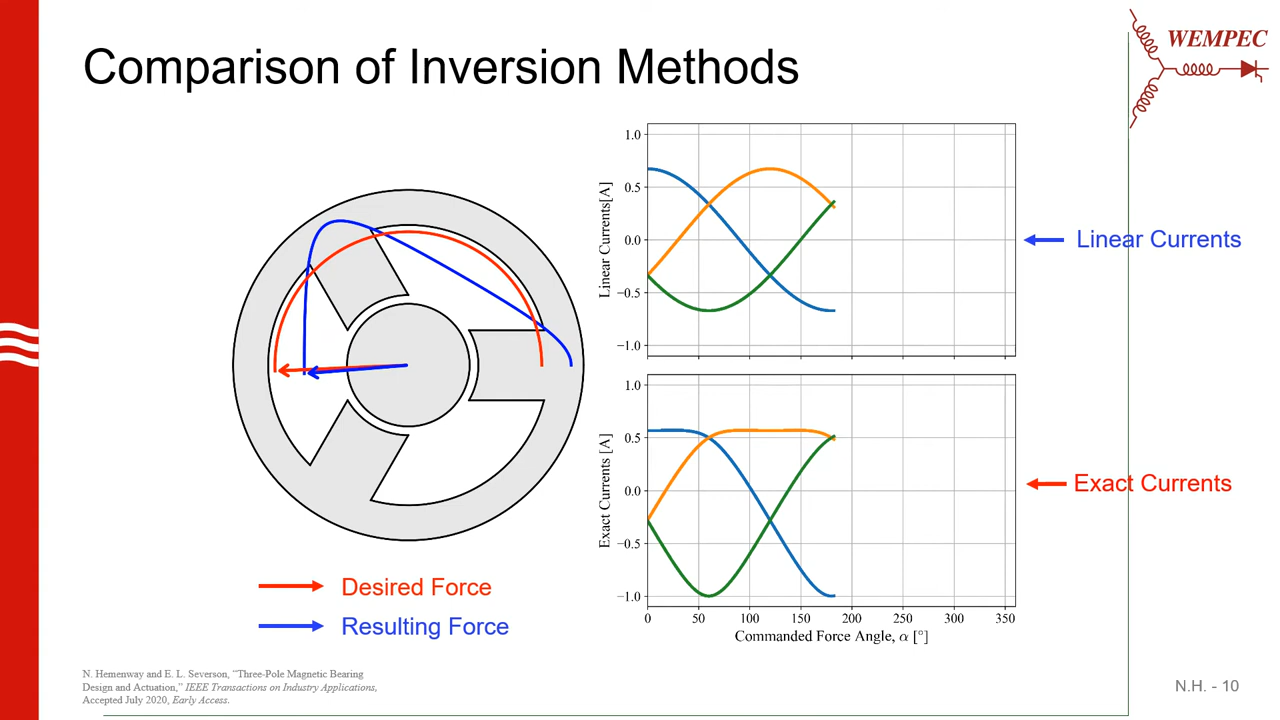 Comparison of Inversion Methods
WEMPEC
1.0
0.5
0.0
−0.5
−1.0
Linear Currents[A]
Linear Currents
1.0
0.5
0.0
−0.5
−1.0
Exact Currents [A]
Exact Currents
0 50 100 150 200 250 300 350
Commanded Force Angle, α [°]
Desired Force
Resulting Force
N. Hemenway and E. L. Severson, “Three-Pole Magnetic Bearing
Design and Actuation,” IEEE Transactions on Industry Applications,
Accepted July 2020, Early Access.
N.H. - 10